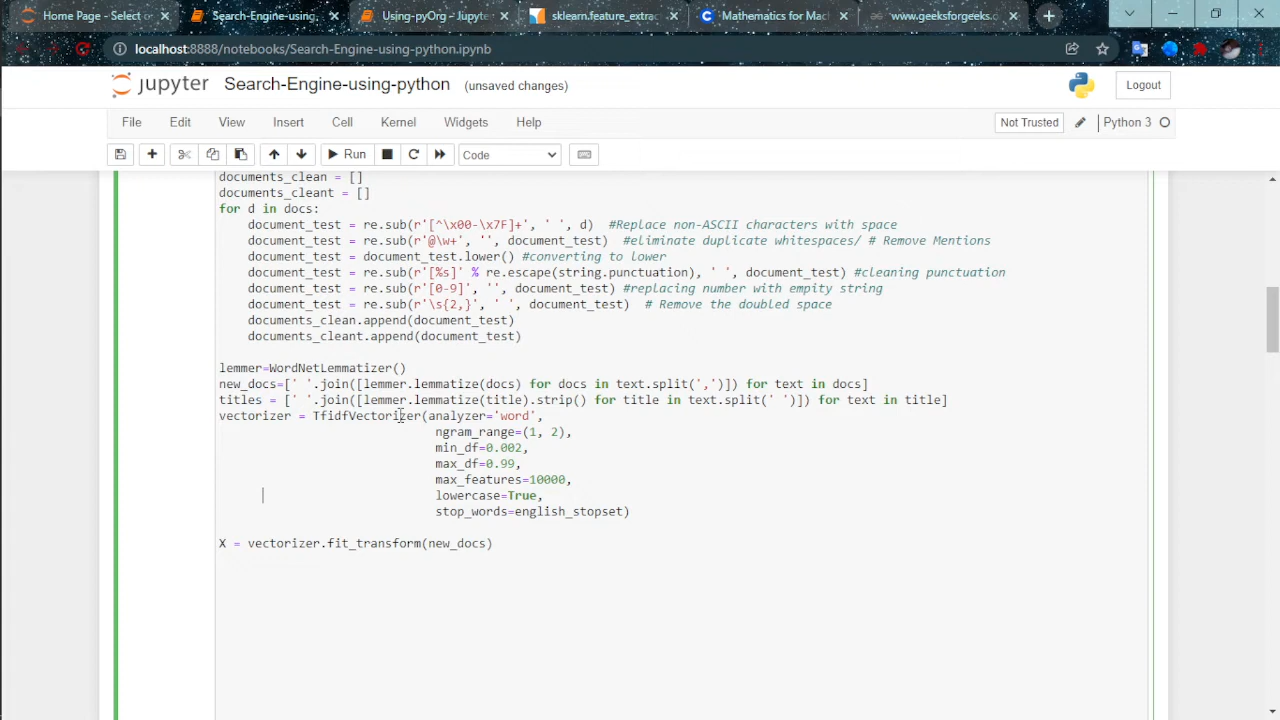 Home Page - Select o
Search-Engine-using-
Using-pyOrg - Jupyter
sklearn.feature_extrac
Mathematics for Mac
www.geeksforgeeks.o
localhost:8888/notebooks/Search-Engine-using-python.ipynb
jupyter Search-Engine-using-python (unsaved changes)
Logout
File Edit View Insert Cell Kernel Widgets Help
Not Trusted
Python 3
Run
Code
documents_clean = []
documents_cleant = []
for d in docs:
document_test = re.sub(r'[^\x00-\x7F]+', ' ', d) #Replace non-ASCII characters with space
document_test = re.sub(r'@\w+', '', document_test) #eliminate duplicate whitespaces/ # Remove Mentions
document_test = document_test.lower() #converting to lower
document_test = re.sub(r'[%s]' % re.escape(string.punctuation), ' ', document_test) #cleaning punctuation
document_test = re.sub(r'[0-9]', '', document_test) #replacing number with empity string
document_test = re.sub(r'\s{2,}', ' ', document_test) # Remove the doubled space
documents_clean.append(document_test)
documents_cleant.append(document_test)
lemmer=WordNetLemmatizer()
new_docs=[' '.join([lemmer.lemmatize(docs) for docs in text.split(',')]) for text in docs]
titles = [' '.join([lemmer.lemmatize(title).strip() for title in text.split(' ')]) for text in title]
vectorizer = TfidfVectorizer(analyzer='word',
ngram_range=(1, 2),
min_df=0.002,
max_df=0.99,
max_features=10000,
lowercase=True,
stop_words=english_stopset)
X = vectorizer.fit_transform(new_docs)